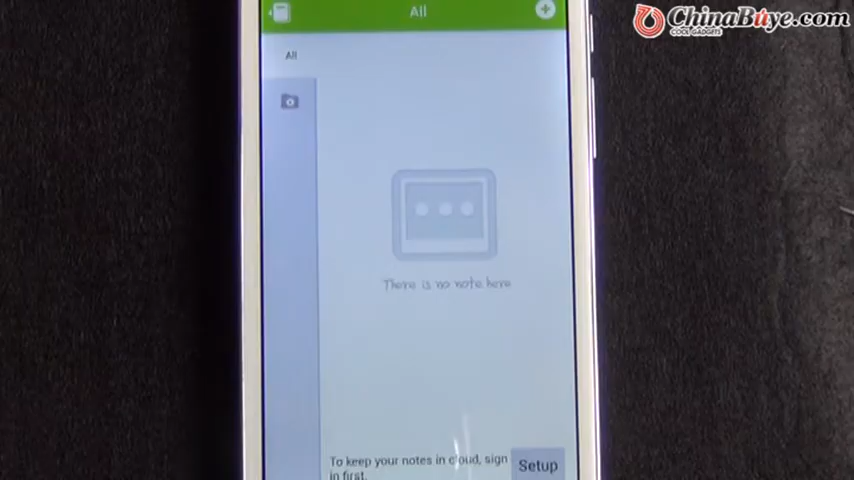 All
ChinaBuye.com
COOL GADGETS
All
There is no note here
To keep your notes in cloud, sign
in first.
Setup